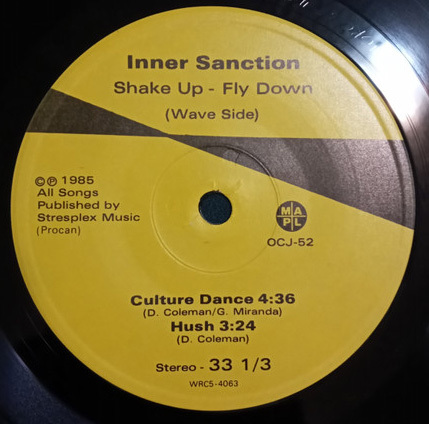 Inner Sanction
Shake Up - Fly Down
(Wave Side)
© ℗ 1985
All Songs
Published by
Stresplex Music
(Procan)
M A
P L
OCJ-52
Culture Dance 4:36
(D. Coleman/G. Miranda)
Hush 3:24
(D. Coleman)
Stereo - 33 1/3
WRC5-4063